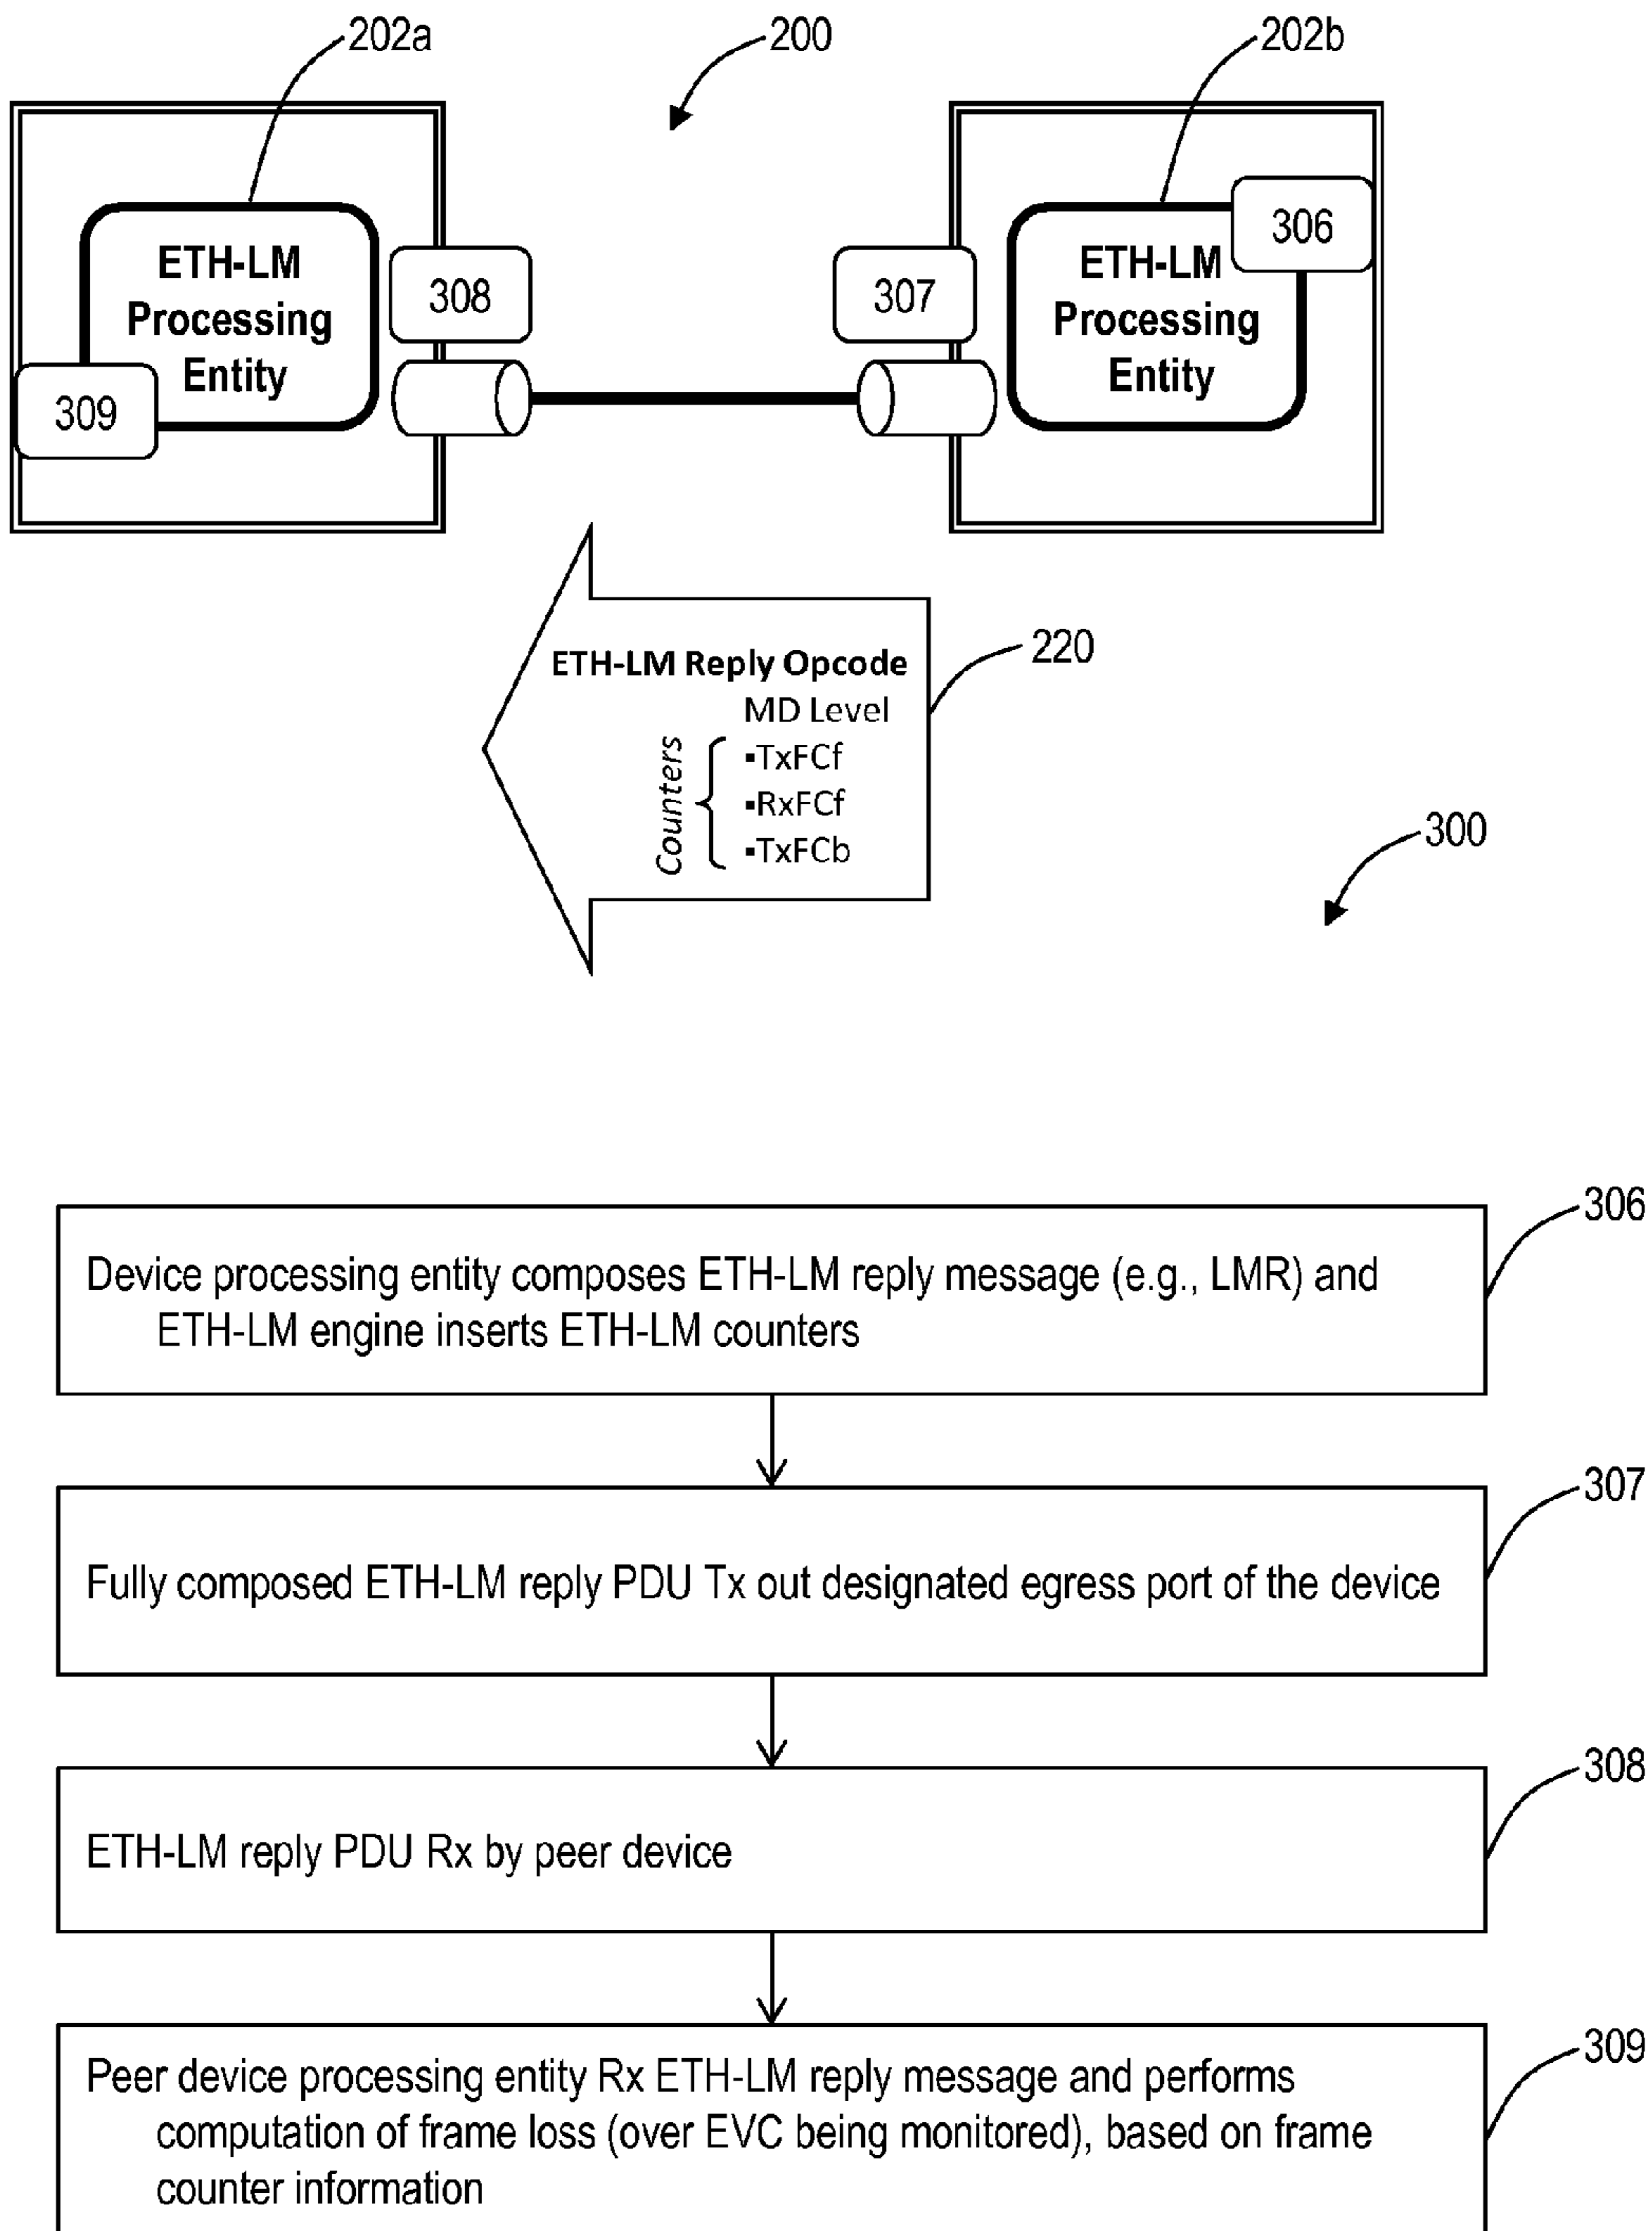 202a
200
202b
ETH-LM
Processing
Entity
309
308
307
ETH-LM
Processing
Entity
306
ETH-LM Reply Opcode
MD Level
Counters
▪TxFCf
▪RxFCf
▪TxFCb
220
300
306
Device processing entity composes ETH-LM reply message (e.g., LMR) and
ETH-LM engine inserts ETH-LM counters
307
Fully composed ETH-LM reply PDU Tx out designated egress port of the device
308
ETH-LM reply PDU Rx by peer device
309
Peer device processing entity Rx ETH-LM reply message and performs
computation of frame loss (over EVC being monitored), based on frame
counter information